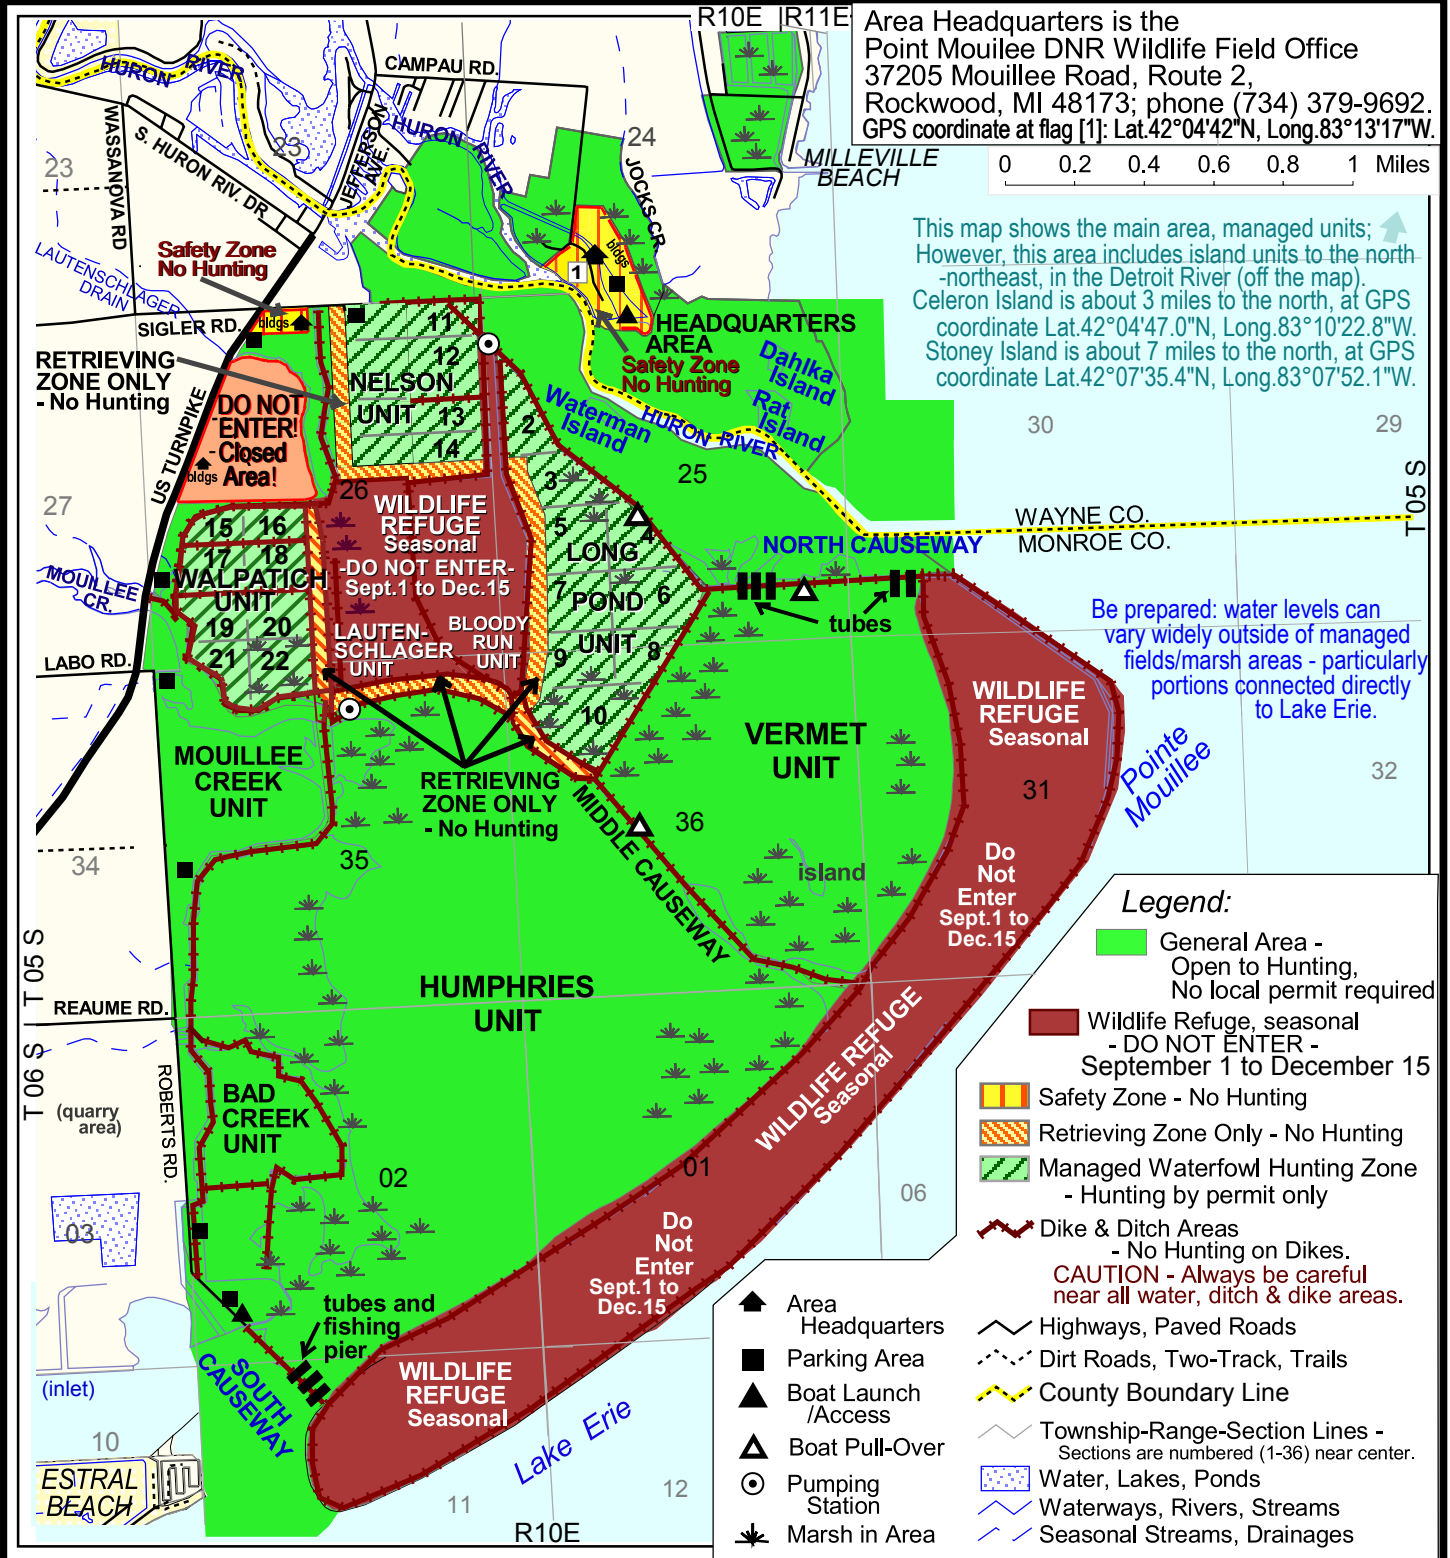 R10E
R11E
Area Headquarters is the
Point Mouilee DNR Wildlife Field Office
37205 Mouillee Road, Route 2,
Rockwood, MI 48173; phone (734) 379-9692.
GPS coordinate at flag [1]: Lat.42°04'42"N, Long.83°13'17"W.
0 0.2 0.4 0.6 0.8 1 Miles
This map shows the main area, managed units;
However, this area includes island units to the north
-northeast, in the Detroit River (off the map).
Celeron Island is about 3 miles to the north, at GPS
coordinate Lat.42°04'47.0"N, Long.83°10'22.8"W.
Stoney Island is about 7 miles to the north, at GPS
coordinate Lat.42°07'35.4"N, Long.83°07'52.1"W.
HURON RIVER
CAMPAU RD.
WASSANOVA RD
S. HURON RIV. DR
JEFFERSON
AVE.
HURON RIVER
23
23
24
JOCKS CR.
MILLEVILLE
BEACH
LAUTENSCHLAGER
DRAIN
Safety Zone
No Hunting
SIGLER RD.
bldgs
bldgs
1
HEADQUARTERS
AREA
Safety Zone
No Hunting
RETRIEVING
ZONE ONLY
- No Hunting
US TURNPIKE
DO NOT
ENTER!
- Closed
Area!
bldgs
NELSON
UNIT
11
12
13
14
Waterman
Island
HURON RIVER
Dahlka
Island
Rat
Island
30
29
25
26
27
T 05 S
WAYNE CO.
MONROE CO.
NORTH CAUSEWAY
tubes
WILDLIFE
REFUGE
Seasonal
-DO NOT ENTER-
Sept.1 to Dec.15
LAUTEN-
SCHLAGER
UNIT
BLOODY
RUN
UNIT
2
3
4
5
6
7
8
9
10
LONG
POND
UNIT
15
16
17
18
WALPATICH
UNIT
19
20
21
22
MOUILLEE
CR.
LABO RD.
Be prepared: water levels can
vary widely outside of managed
fields/marsh areas - particularly
portions connected directly
to Lake Erie.
WILDLIFE
REFUGE
Seasonal
31
Pointe
Mouillee
32
VERMET
UNIT
MOUILLEE
CREEK
UNIT
RETRIEVING
ZONE ONLY
- No Hunting
MIDDLE CAUSEWAY
36
35
34
island
Do
Not
Enter
Sept.1 to
Dec.15
T 05 S
REAUME RD.
T 06 S
HUMPHRIES
UNIT
WILDLIFE REFUGE
Seasonal
(quarry
area)
ROBERTS RD.
BAD
CREEK
UNIT
02
01
06
03
Do
Not
Enter
Sept.1 to
Dec.15
tubes and
fishing
pier
SOUTH
CAUSEWAY
WILDLIFE
REFUGE
Seasonal
Lake Erie
(inlet)
10
ESTRAL
BEACH
11
12
R10E
Legend:
General Area -
Open to Hunting,
No local permit required
Wildlife Refuge, seasonal
- DO NOT ENTER -
September 1 to December 15
Safety Zone - No Hunting
Retrieving Zone Only - No Hunting
Managed Waterfowl Hunting Zone
- Hunting by permit only
Dike & Ditch Areas
- No Hunting on Dikes.
CAUTION - Always be careful
near all water, ditch & dike areas.
Highways, Paved Roads
Dirt Roads, Two-Track, Trails
County Boundary Line
Township-Range-Section Lines -
Sections are numbered (1-36) near center.
Water, Lakes, Ponds
Waterways, Rivers, Streams
Seasonal Streams, Drainages
Area
Headquarters
Parking Area
Boat Launch
/Access
Boat Pull-Over
Pumping
Station
Marsh in Area